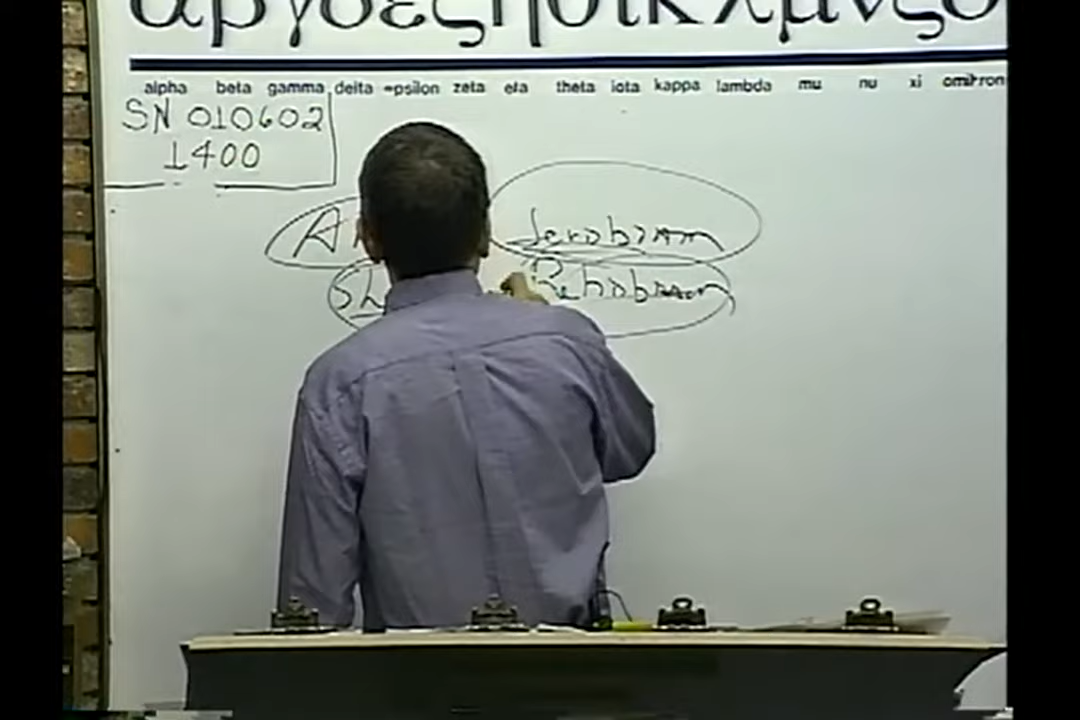 αβγδεζηθικλμνξο
alpha beta gamma delta epsilon zeta eta theta iota kappa lambda mu nu xi omikron
SN 010602
1400
Jeroboam
Rehoboam